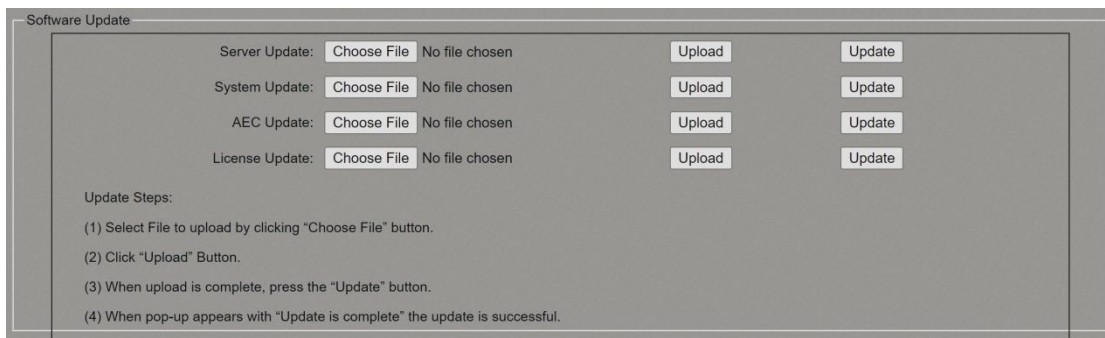 Software Update
Server Update: Choose File No file chosen Upload Update
System Update: Choose File No file chosen Upload Update
AEC Update: Choose File No file chosen Upload Update
License Update: Choose File No file chosen Upload Update
Update Steps:
(1) Select File to upload by clicking “Choose File” button.
(2) Click “Upload” Button.
(3) When upload is complete, press the “Update” button.
(4) When pop-up appears with “Update is complete” the update is successful.